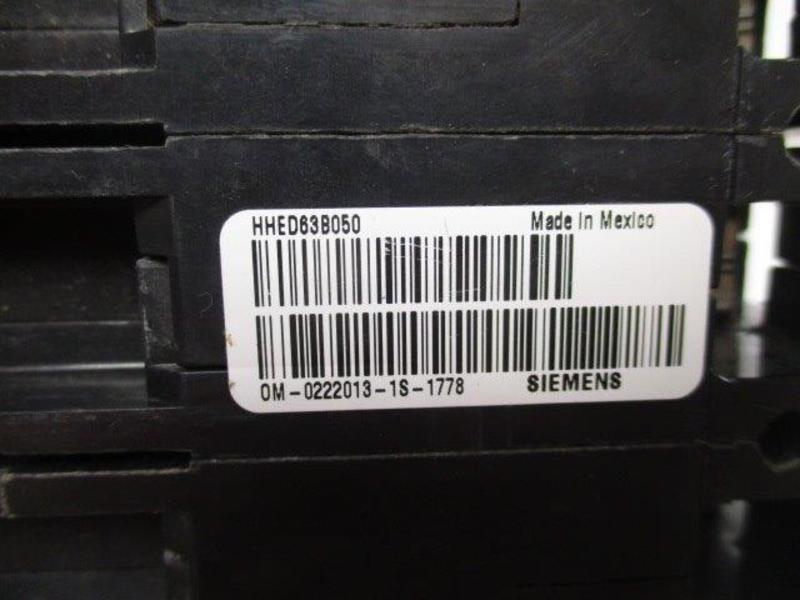 HHED63B050 Made In Mexico
0M-0222013-1S-1778 SIEMENS